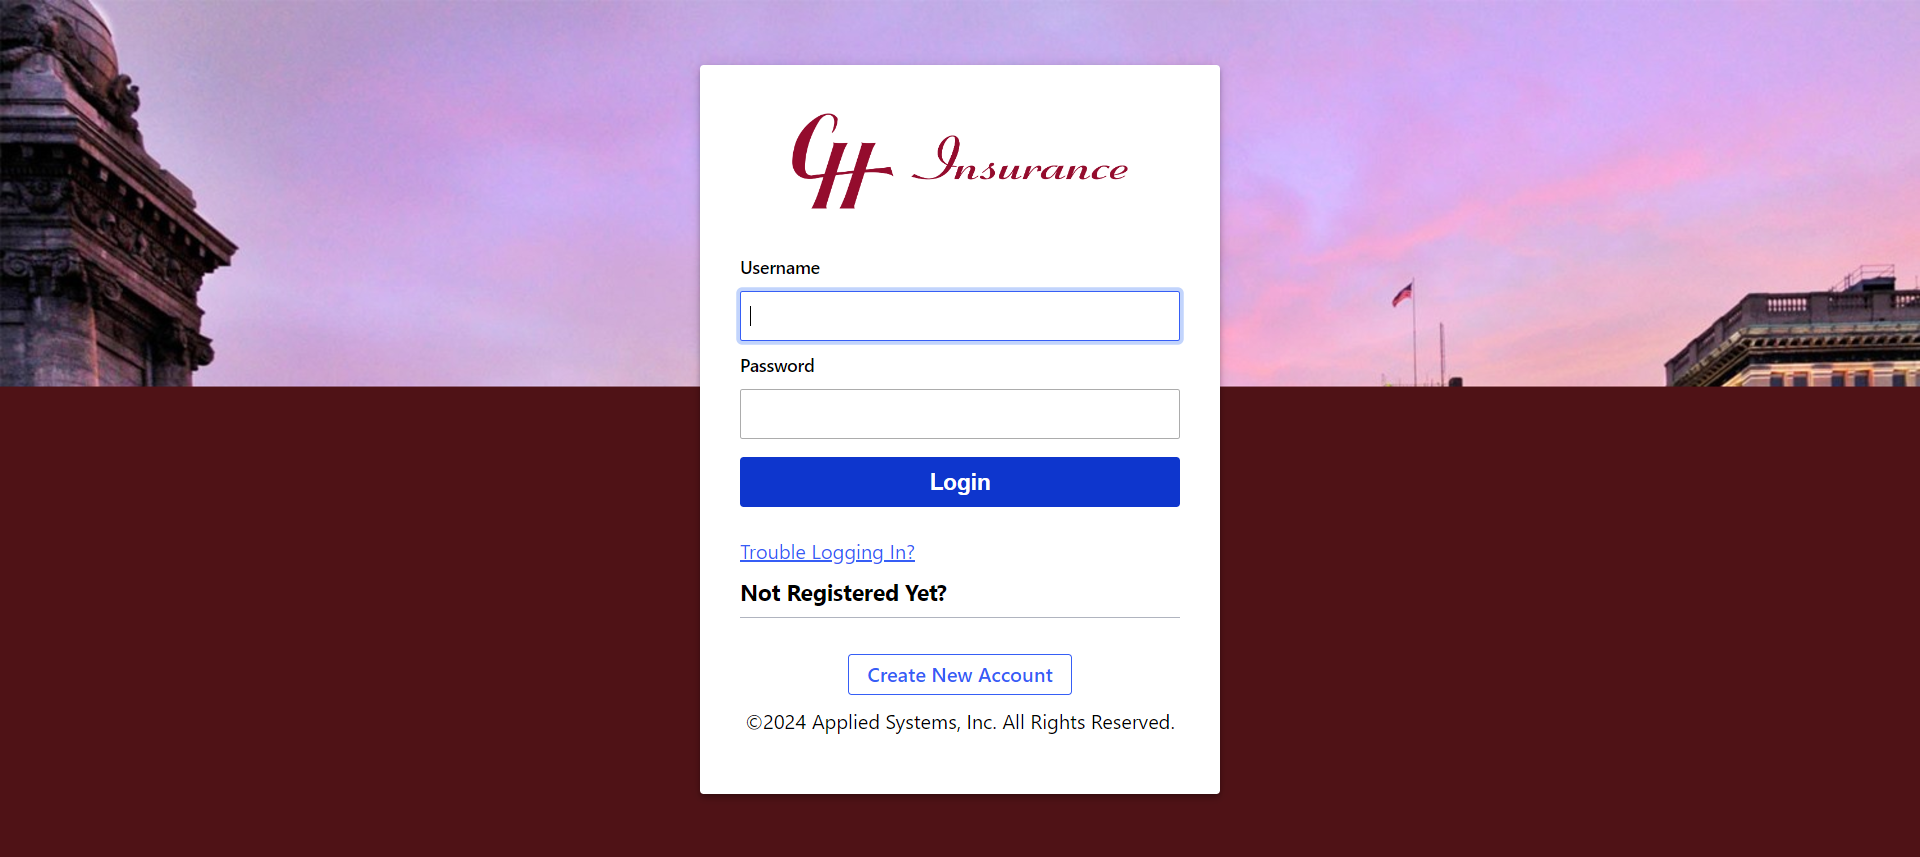 CH Insurance
Username
Password
Login
Trouble Logging In?
Not Registered Yet?
Create New Account
©2024 Applied Systems, Inc. All Rights Reserved.